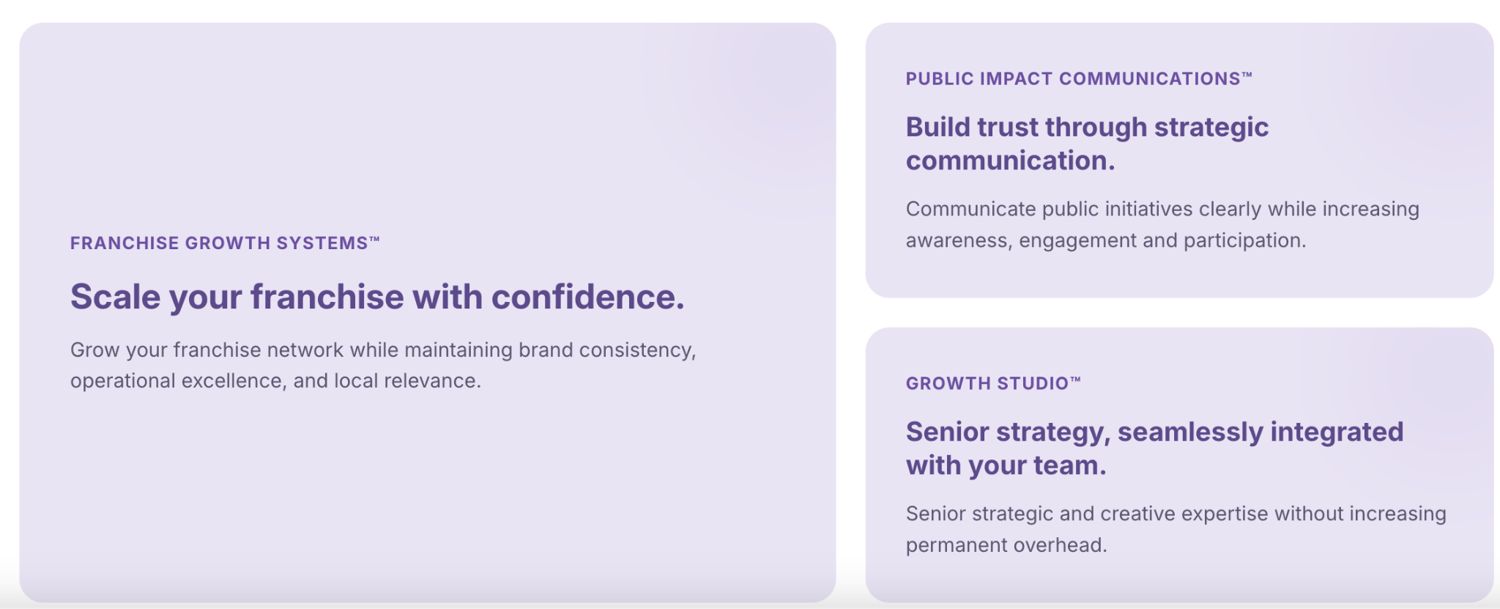 FRANCHISE GROWTH SYSTEMS™
Scale your franchise with confidence.
Grow your franchise network while maintaining brand consistency,
operational excellence, and local relevance.
PUBLIC IMPACT COMMUNICATIONS™
Build trust through strategic
communication.
Communicate public initiatives clearly while increasing
awareness, engagement and participation.
GROWTH STUDIO™
Senior strategy, seamlessly integrated
with your team.
Senior strategic and creative expertise without increasing
permanent overhead.